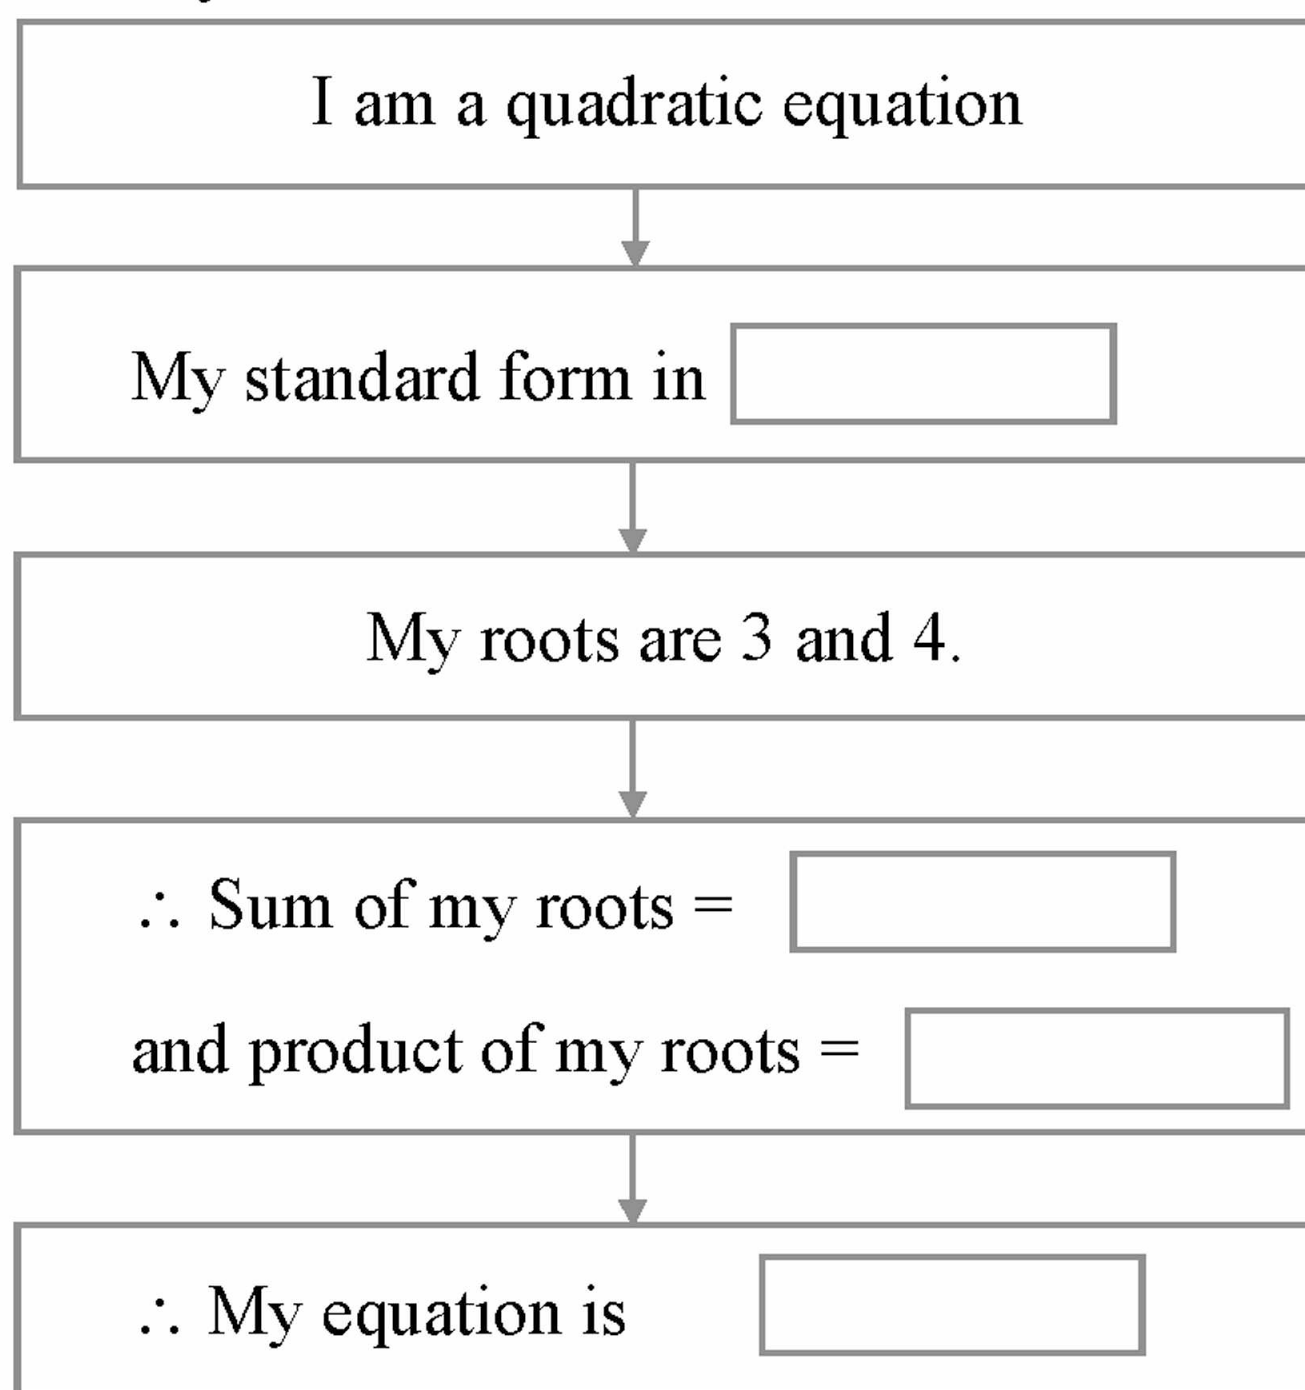 I am a quadratic equation
My standard form in
My roots are 3 and 4.
∴ Sum of my roots =
and product of my roots =
∴ My equation is